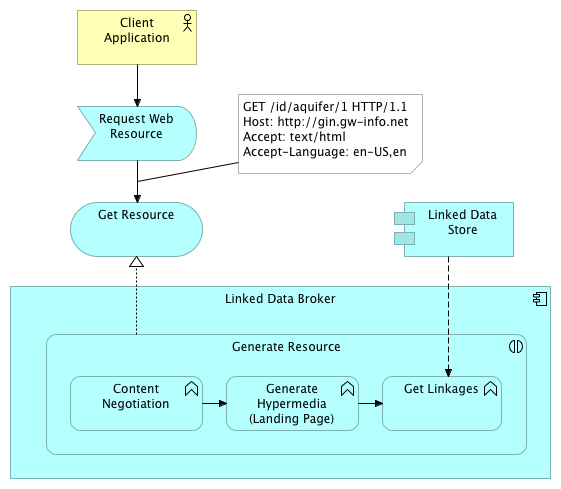 Client
Application
Request Web
Resource
GET /id/aquifer/1 HTTP/1.1
Host: http://gin.gw-info.net
Accept: text/html
Accept-Language: en-US,en
Get Resource
Linked Data
Store
Linked Data Broker
Generate Resource
Content
Negotiation
Generate
Hypermedia
(Landing Page)
Get Linkages